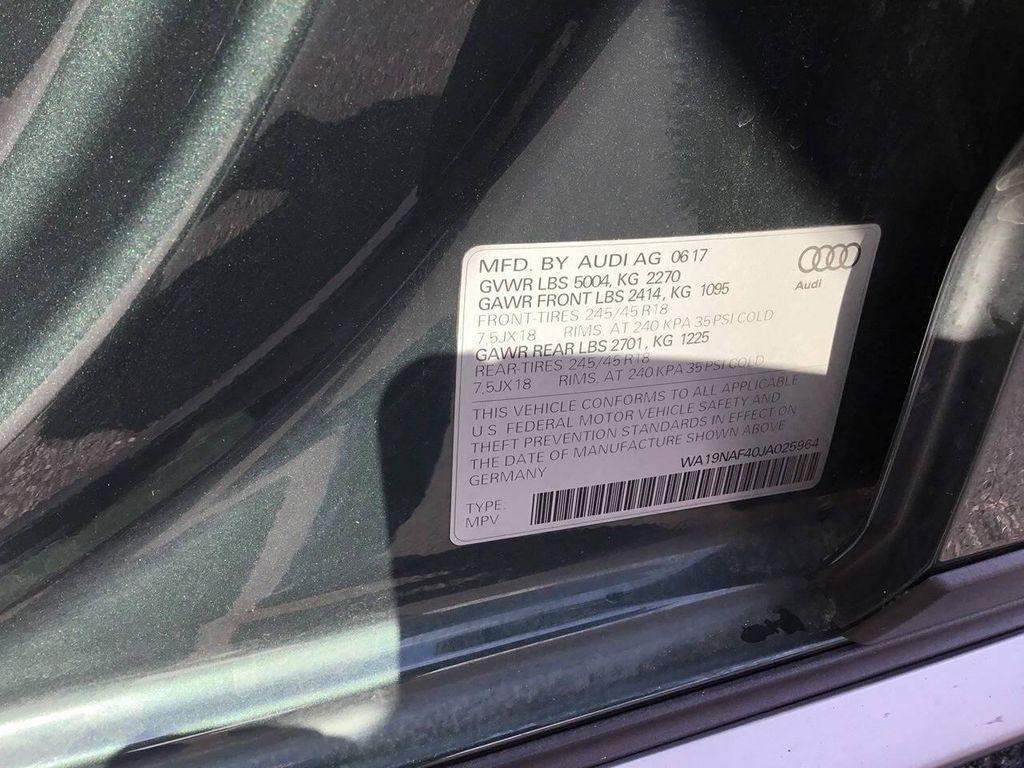 MFD. BY AUDI AG 06 17
GVWR LBS 5004, KG 2270
GAWR FRONT LBS 2414, KG 1095
FRONT-TIRES 245/45 R18
7,5JX18 RIMS, AT 240 KPA 35 PSI COLD
GAWR REAR LBS 2701, KG 1225
REAR-TIRES 245/45 R18
7,5JX18 RIMS, AT 240 KPA 35 PSI COLD
Audi
THIS VEHICLE CONFORMS TO ALL APPLICABLE
U.S. FEDERAL MOTOR VEHICLE SAFETY AND
THEFT PREVENTION STANDARDS IN EFFECT ON
THE DATE OF MANUFACTURE SHOWN ABOVE
GERMANY
WA19NAF40JA025964
TYPE:
MPV